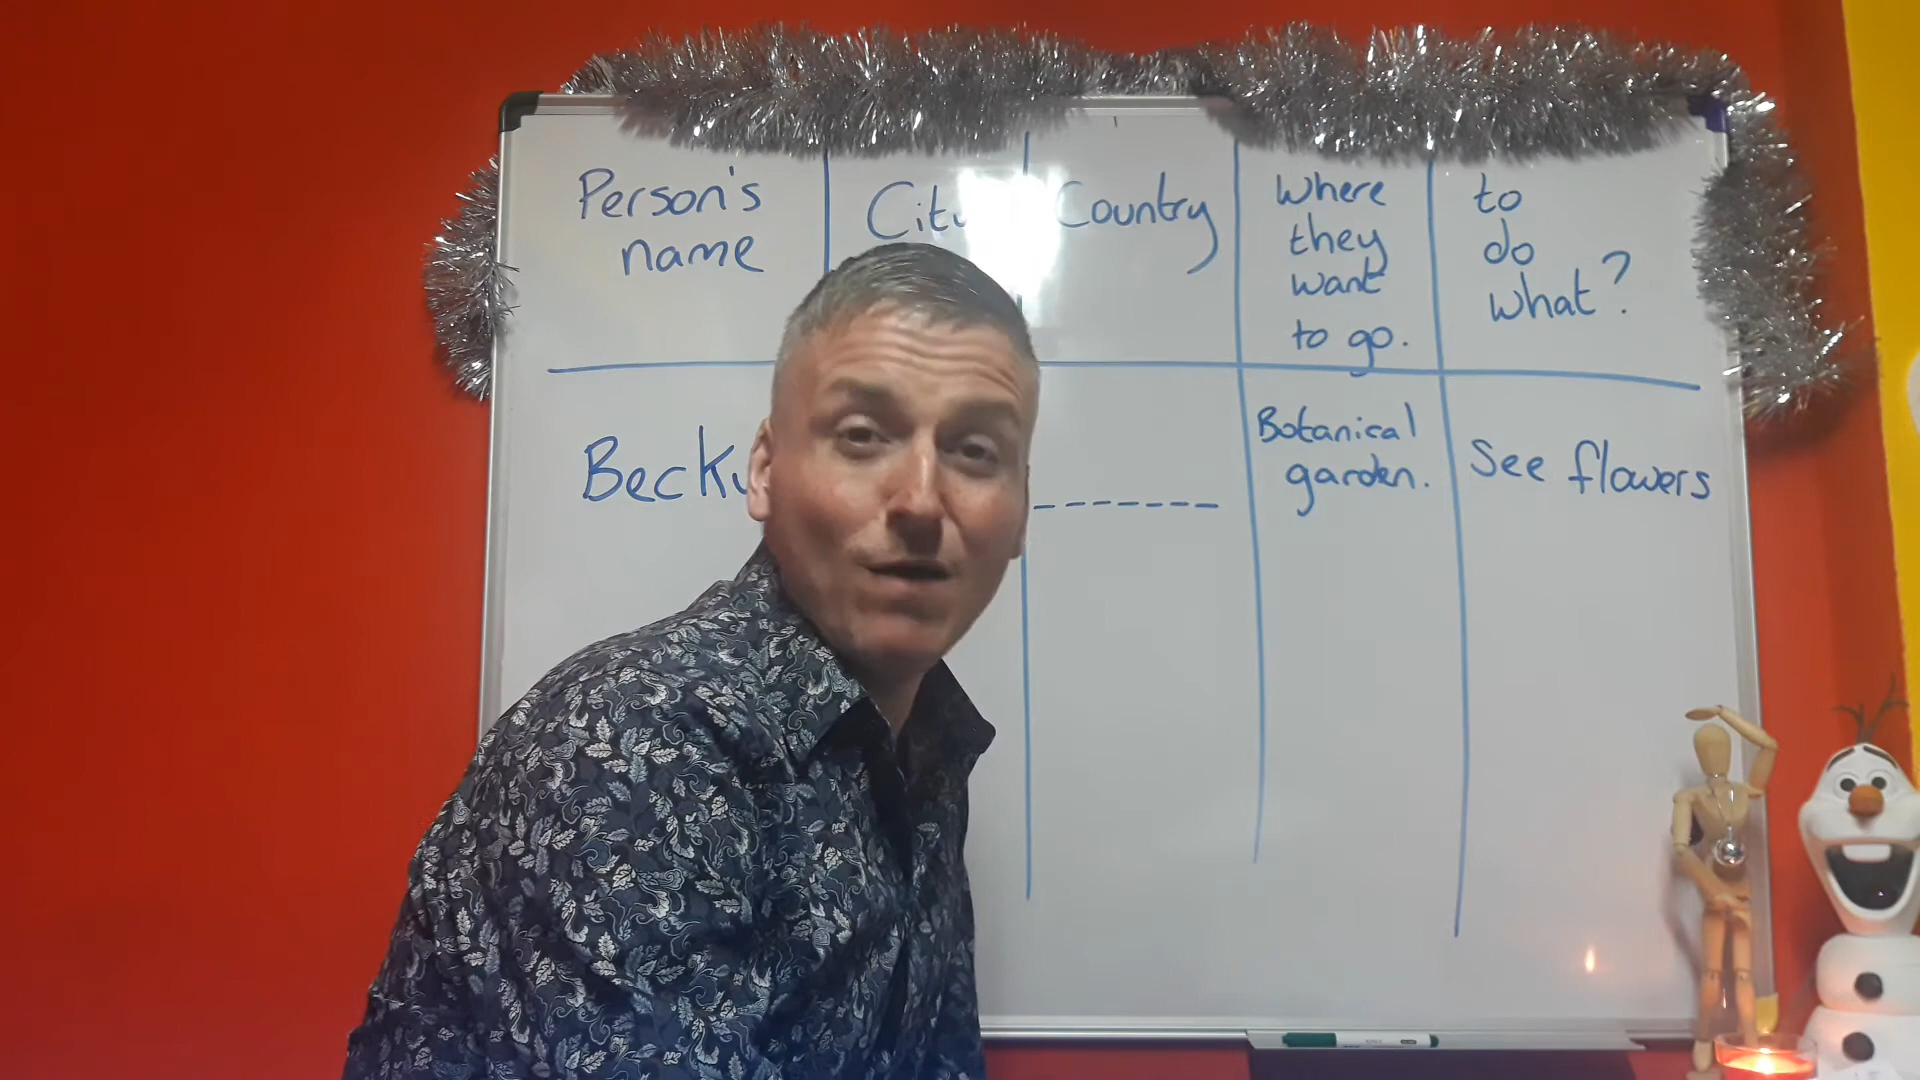 Person's
name
Country
Where
they
want
to go.
to
do
what?
Botanical
garden.
See flowers